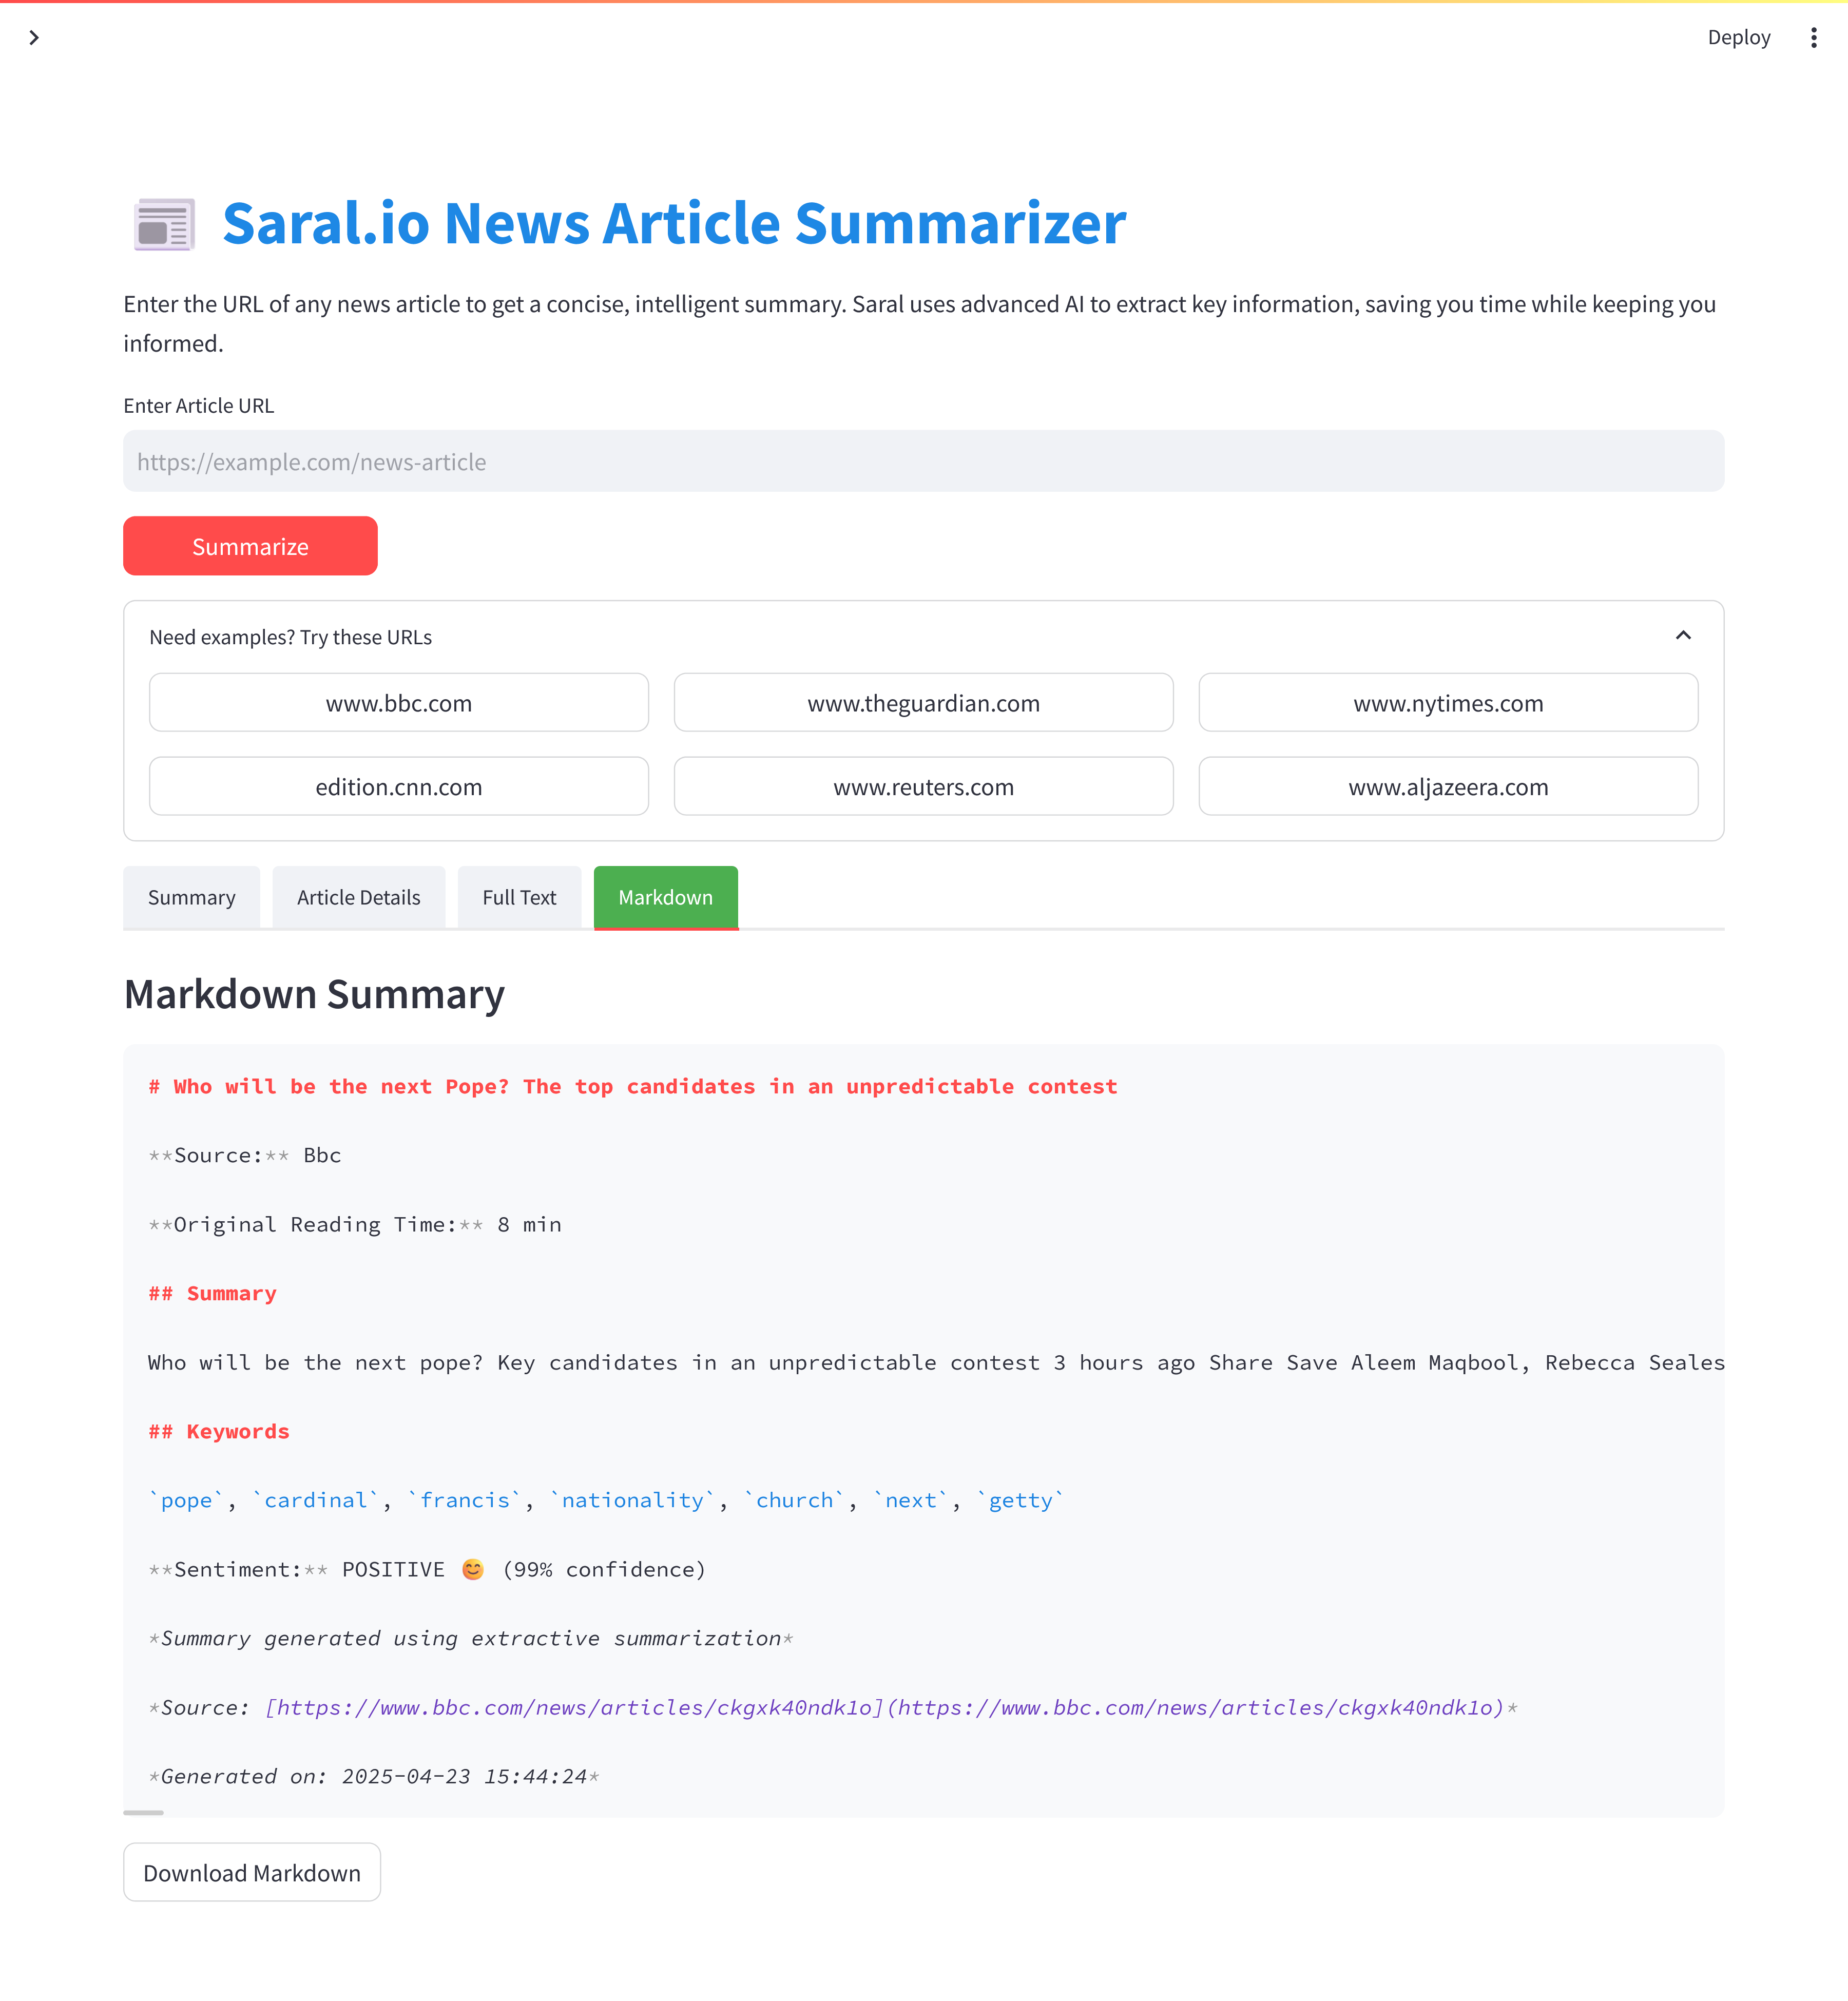 Deploy
Saral.io News Article Summarizer
Enter the URL of any news article to get a concise, intelligent summary. Saral uses advanced AI to extract key information, saving you time while keeping you
informed.
Enter Article URL
https://example.com/news-article
Summarize
Need examples? Try these URLs
www.bbc.com www.theguardian.com www.nytimes.com
edition.cnn.com www.reuters.com www.aljazeera.com
Summary Article Details Full Text Markdown
Markdown Summary
# Who will be the next Pope? The top candidates in an unpredictable contest
**Source:** Bbc
**Original Reading Time:** 8 min
## Summary
Who will be the next pope? Key candidates in an unpredictable contest 3 hours ago Share Save Aleem Maqbool, Rebecca Seales
## Keywords
`pope`, `cardinal`, `francis`, `nationality`, `church`, `next`, `getty`
**Sentiment:** POSITIVE 😊 (99% confidence)
*Summary generated using extractive summarization*
*Source: [https://www.bbc.com/news/articles/ckgxk40ndk1o](https://www.bbc.com/news/articles/ckgxk40ndk1o)*
*Generated on: 2025-04-23 15:44:24*
Download Markdown